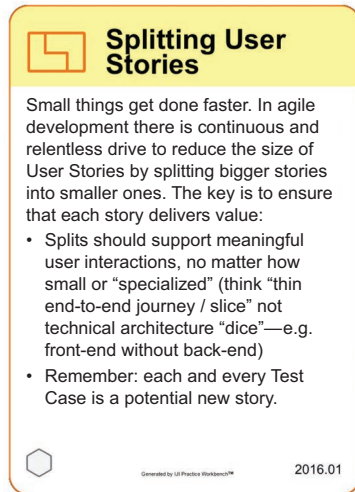 Splitting User
Stories
Small things get done faster. In agile
development there is continuous and
relentless drive to reduce the size of
User Stories by splitting bigger stories
into smaller ones. The key is to ensure
that each story delivers value:
• Splits should support meaningful
user interactions, no matter how
small or “specialized” (think “thin
end-to-end journey / slice” not
technical architecture “dice”—e.g.
front-end without back-end)
• Remember: each and every Test
Case is a potential new story.
Generated by IJI Practice Workbench™
2016.01